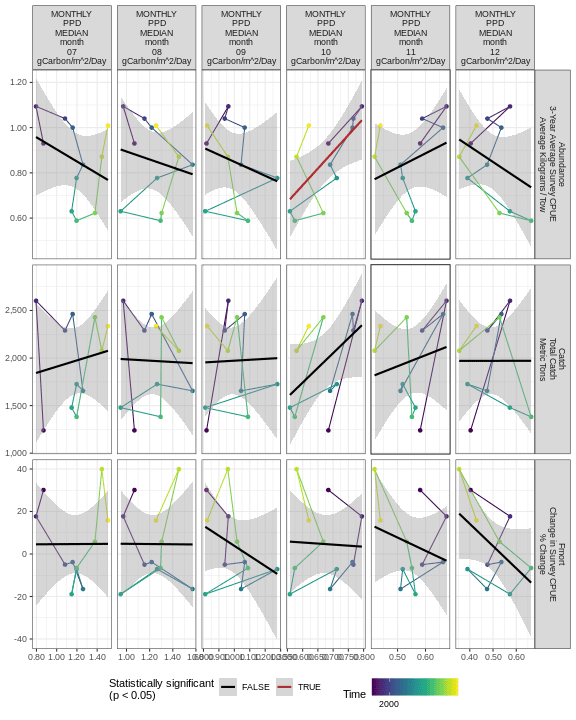 MONTHLY
PPD
MEDIAN
month
07
gCarbon/m^2/Day
MONTHLY
PPD
MEDIAN
month
08
gCarbon/m^2/Day
MONTHLY
PPD
MEDIAN
month
09
gCarbon/m^2/Day
MONTHLY
PPD
MEDIAN
month
10
gCarbon/m^2/Day
MONTHLY
PPD
MEDIAN
month
11
gCarbon/m^2/Day
MONTHLY
PPD
MEDIAN
month
12
gCarbon/m^2/Day
1.20
1.00
0.80
0.60
Abundance
3-Year Average Survey CPUE
Average Kilograms / Tow
2,500
2,000
1,500
1,000
Catch
Total Catch
Metric Tons
40
20
0
-20
-40
Fmort
Change in Survey CPUE
% Change
0.80 1.00 1.20 1.40
0.80 1.00 1.20 1.40
0.50 0.60
0.40 0.50 0.60
Statistically significant
(p < 0.05)
FALSE
TRUE
Time
2000